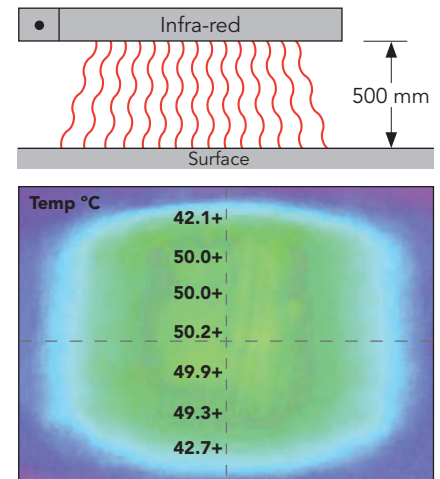 Infra-red
500 mm
Surface
Temp °C
42.1+
50.0+
50.0+
50.2+
49.9+
49.3+
42.7+